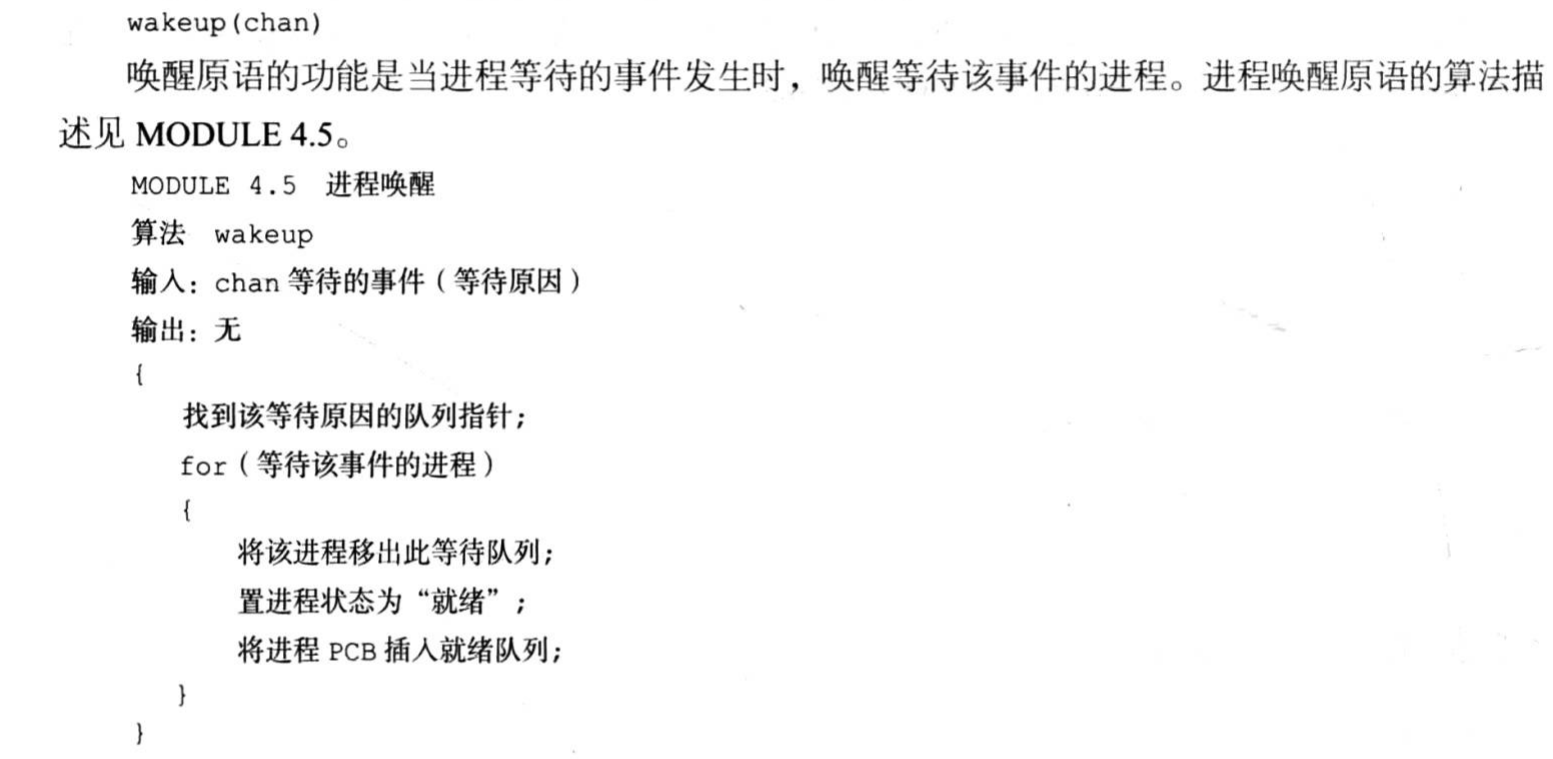 wakeup(chan)
唤醒原语的功能是当进程等待的事件发生时，唤醒等待该事件的进程。进程唤醒原语的算法描
述见 MODULE 4.5。
MODULE 4.5 进程唤醒
算法 wakeup
输入：chan 等待的事件（等待原因）
输出：无
{
找到该等待原因的队列指针；
for（等待该事件的进程）
{
将该进程移出此等待队列；
置进程状态为“就绪”；
将进程 PCB 插入就绪队列；
}
}